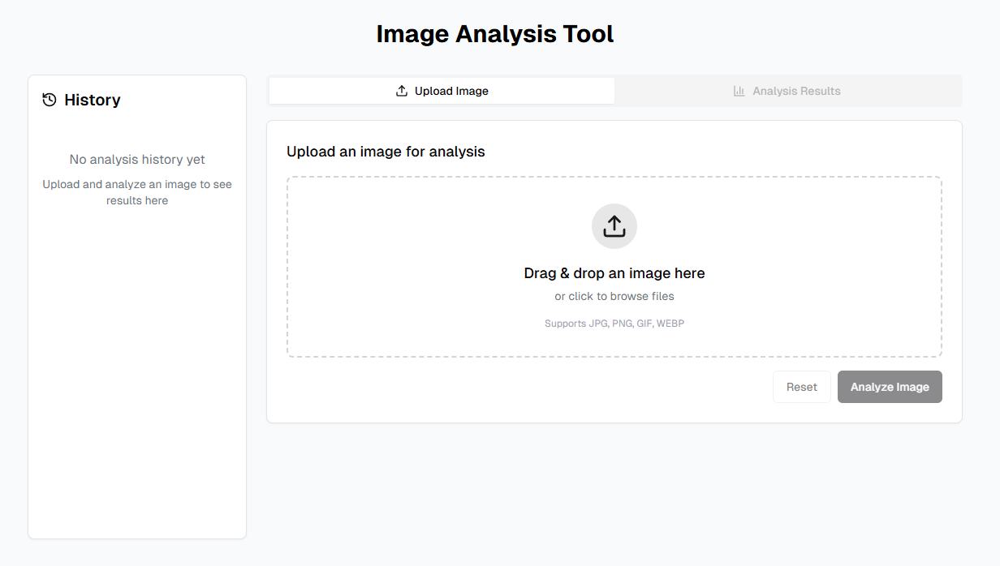 Image Analysis Tool
History
No analysis history yet
Upload and analyze an image to see
results here
Upload Image
Analysis Results
Upload an image for analysis
Drag & drop an image here
or click to browse files
Supports JPG, PNG, GIF, WEBP
Reset
Analyze Image